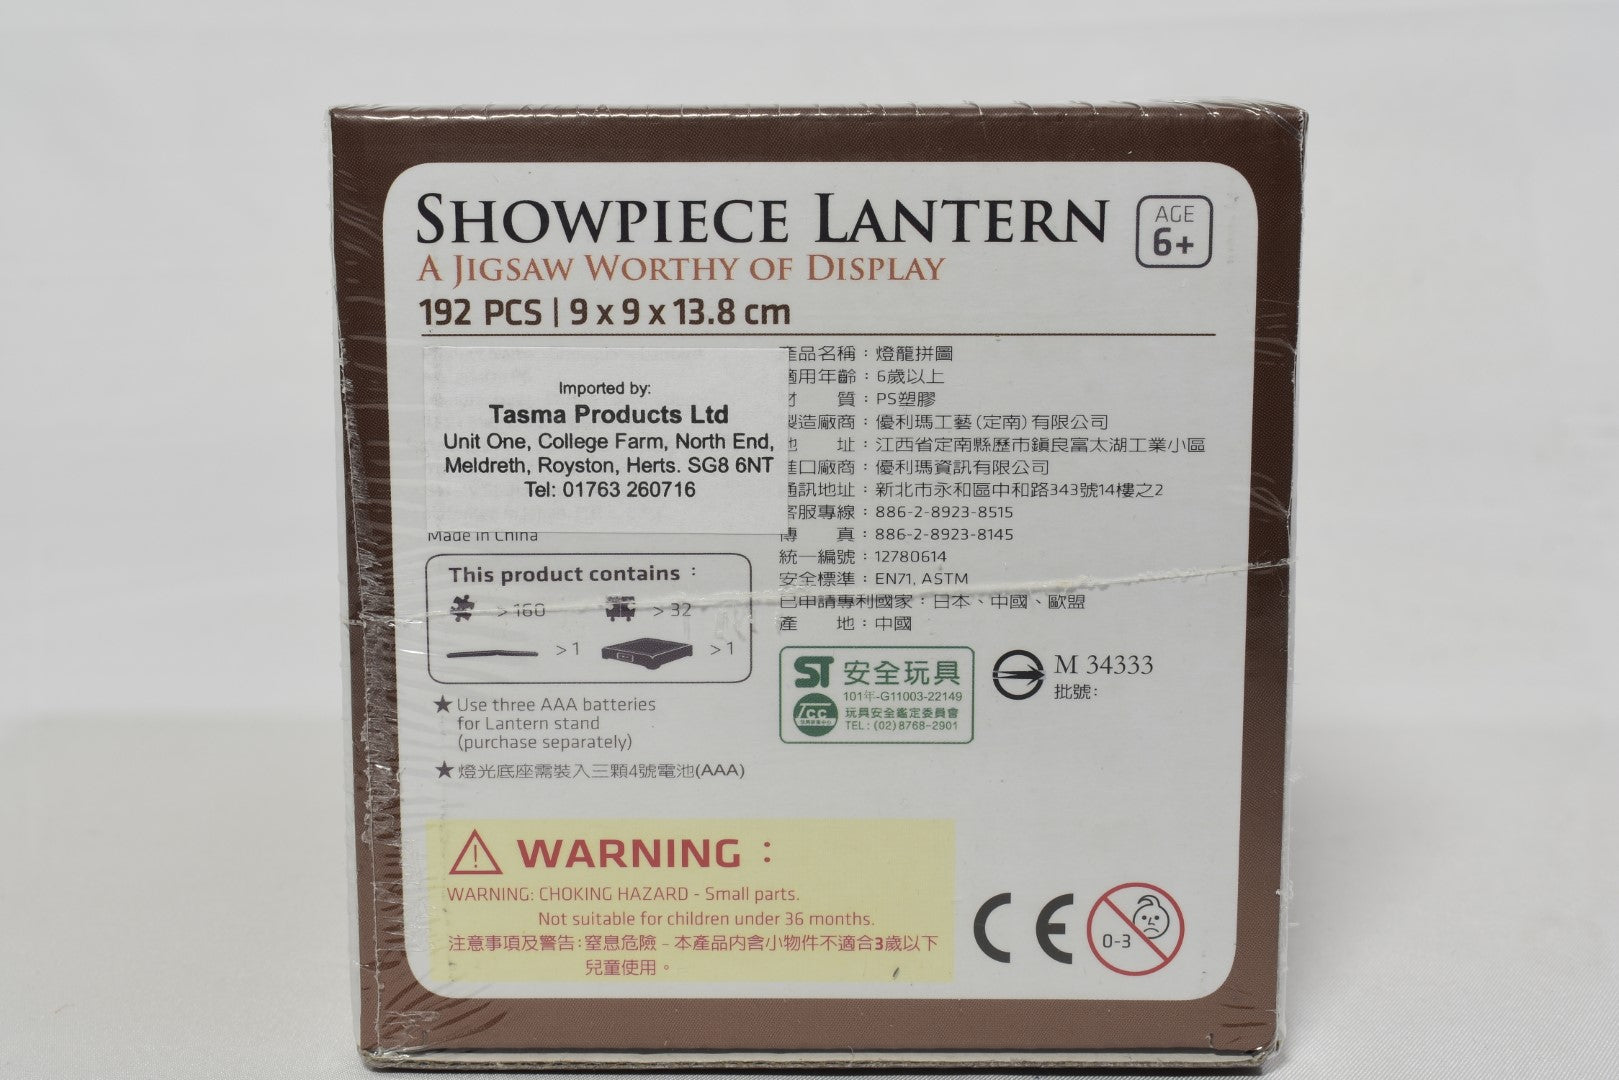 SHOWPIECE LANTERN
AGE
6+
A JIGSAW WORTHY OF DISPLAY
192 PCS | 9 x 9 x 13.8 cm
Imported by:
Tasma Products Ltd
Unit One, College Farm, North End,
Meldreth, Royston, Herts. SG8 6NT
Tel: 01763 260716
Made in China
This product contains :
> 160
> 32
> 1
> 1
★ Use three AAA batteries
for Lantern stand
(purchase separately)
★ 燈光底座需裝入三顆4號電池(AAA)
產品名稱：燈籠拼圖
適用年齡：6歲以上
材 質：PS塑膠
製造廠商：優利瑪工藝(定南)有限公司
地 址：江西省定南縣歷市鎮良富太湖工業小區
進口廠商：優利瑪資訊有限公司
通訊地址：新北市永和區中和路343號14樓之2
客服專線：886-2-8923-8515
傳 真：886-2-8923-8145
統一編號：12780614
安全標準：EN71, ASTM
已申請專利國家：日本、中國、歐盟
產 地：中國
ST 安全玩具
101年-G11003-22149
TCC 玩具安全鑑定委員會
TEL：(02)8768-2901
M 34333
批號：
WARNING：
WARNING: CHOKING HAZARD - Small parts.
Not suitable for children under 36 months.
注意事項及警告：窒息危險 - 本產品內含小物件不適合3歲以下
兒童使用。
CE
0-3